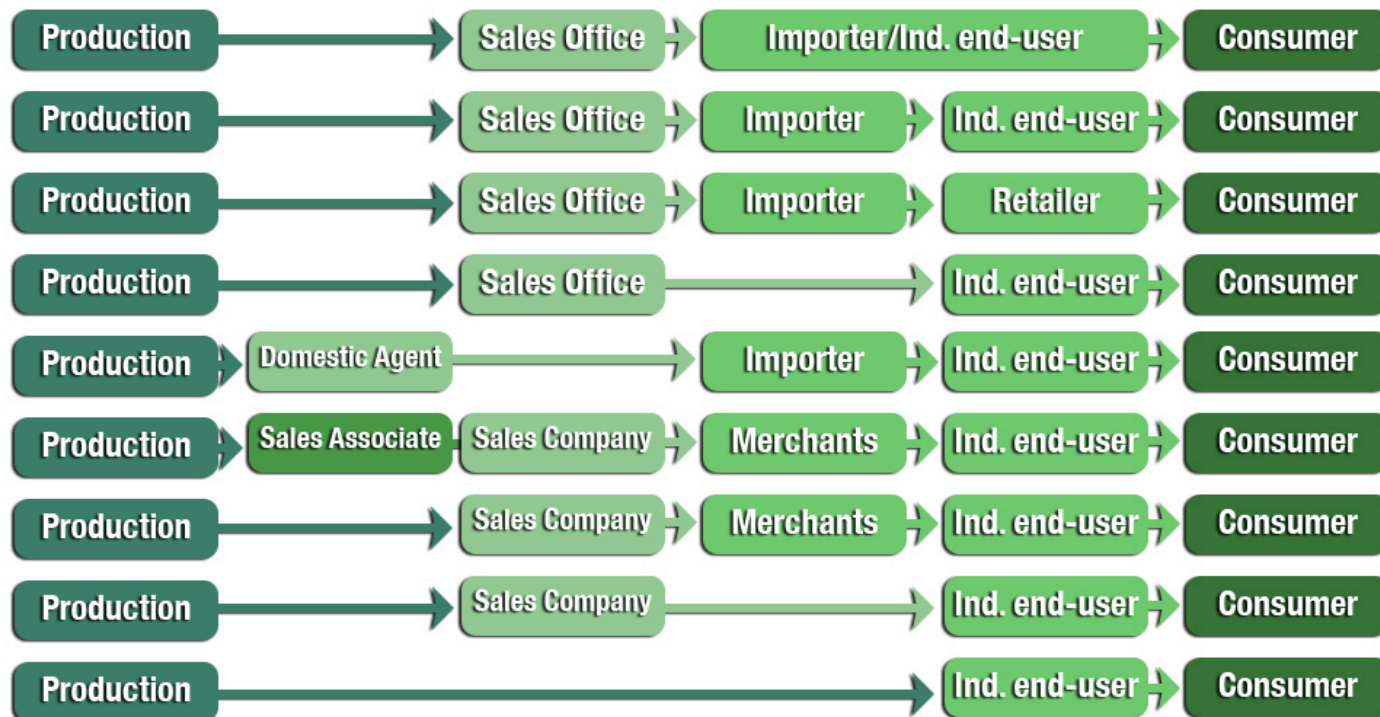 Production Sales Office Importer/Ind. end-user Consumer
Production Sales Office Importer Ind. end-user Consumer
Production Sales Office Importer Retailer Consumer
Production Sales Office Ind. end-user Consumer
Production Domestic Agent Importer Ind. end-user Consumer
Production Sales Associate Sales Company Merchants Ind. end-user Consumer
Production Sales Company Merchants Ind. end-user Consumer
Production Sales Company Ind. end-user Consumer
Production Ind. end-user Consumer